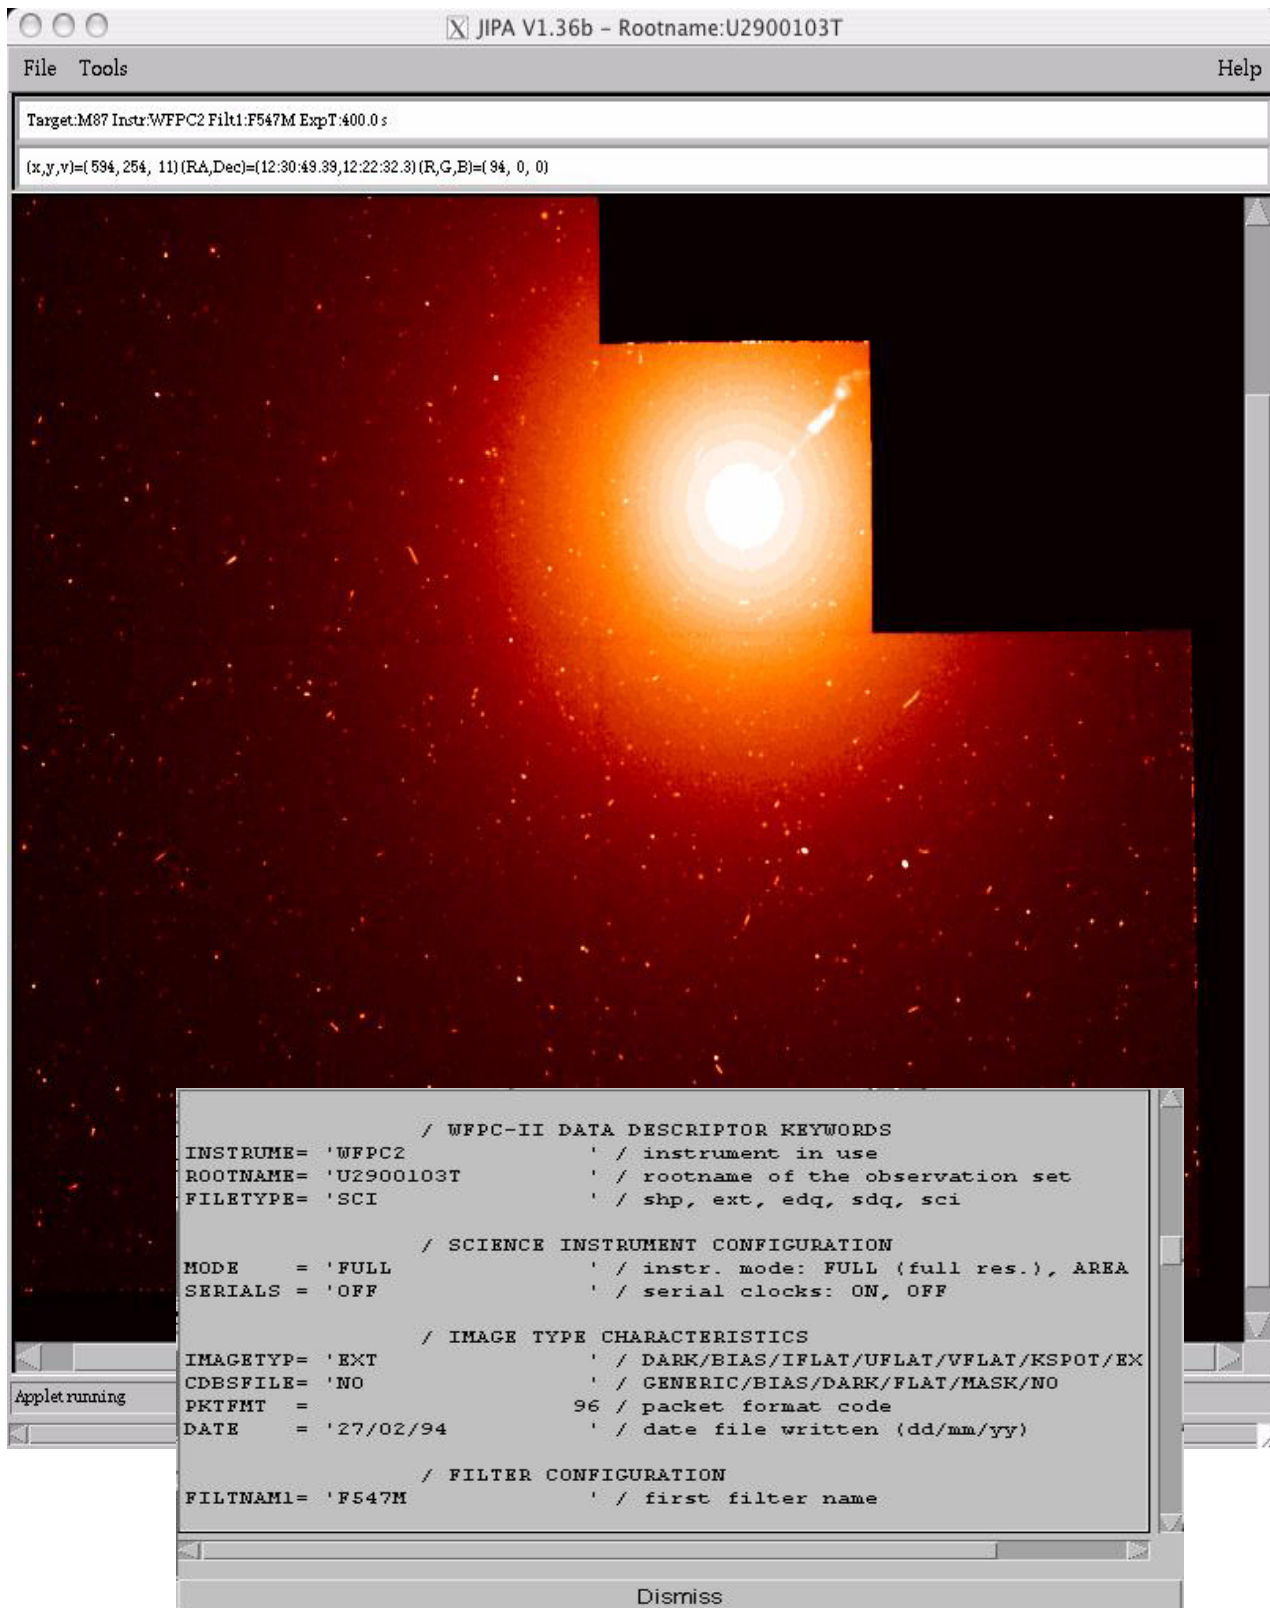 X JIPA V1.36b – Rootname:U2900103T
File Tools Help
Target:M87 Instr:WFPC2 Filt1:F547M ExpT:400.0 s
(x,y,v)=( 594, 254, 11) (RA,Dec)=(12:30:49.39,12:22:32.3) (R,G,B)=( 94, 0, 0)
/ WFPC-II DATA DESCRIPTOR KEYWORDS
INSTRUME= 'WFPC2 ' / instrument in use
ROOTNAME= 'U2900103T ' / rootname of the observation set
FILETYPE= 'SCI ' / shp, ext, edq, sdq, sci
/ SCIENCE INSTRUMENT CONFIGURATION
MODE = 'FULL ' / instr. mode: FULL (full res.), AREA
SERIALS = 'OFF ' / serial clocks: ON, OFF
/ IMAGE TYPE CHARACTERISTICS
IMAGETYP= 'EXT ' / DARK/BIAS/IFLAT/UFLAT/VFLAT/KSPOT/EX
CDBSFILE= 'NO ' / GENERIC/BIAS/DARK/FLAT/MASK/NO
PKTFMT = 96 / packet format code
DATE = '27/02/94 ' / date file written (dd/mm/yy)
/ FILTER CONFIGURATION
FILTNAM1= 'F547M ' / first filter name
Applet running
Dismiss